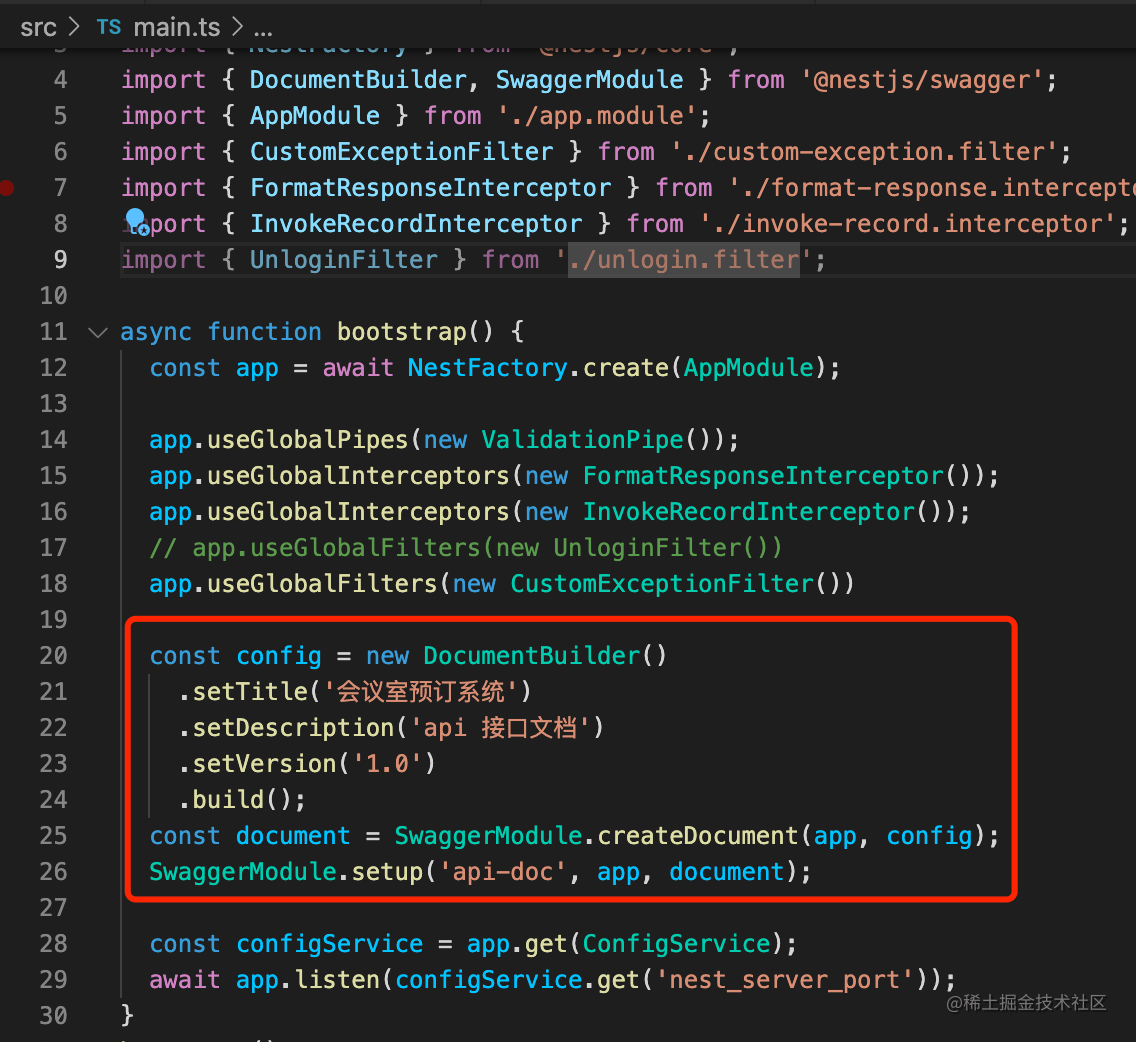 src > TS main.ts > ...
3 import { NestFactory } from '@nestjs/core';
4 import { DocumentBuilder, SwaggerModule } from '@nestjs/swagger';
5 import { AppModule } from './app.module';
6 import { CustomExceptionFilter } from './custom-exception.filter';
7 import { FormatResponseInterceptor } from './format-response.intercepto
8 import { InvokeRecordInterceptor } from './invoke-record.interceptor';
9 import { UnloginFilter } from './unlogin.filter';
10
11 async function bootstrap() {
12 const app = await NestFactory.create(AppModule);
13
14 app.useGlobalPipes(new ValidationPipe());
15 app.useGlobalInterceptors(new FormatResponseInterceptor());
16 app.useGlobalInterceptors(new InvokeRecordInterceptor());
17 // app.useGlobalFilters(new UnloginFilter())
18 app.useGlobalFilters(new CustomExceptionFilter())
19
20 const config = new DocumentBuilder()
21 .setTitle('会议室预订系统')
22 .setDescription('api 接口文档')
23 .setVersion('1.0')
24 .build();
25 const document = SwaggerModule.createDocument(app, config);
26 SwaggerModule.setup('api-doc', app, document);
27
28 const configService = app.get(ConfigService);
29 await app.listen(configService.get('nest_server_port'));
30 }
@稀土掘金技术社区